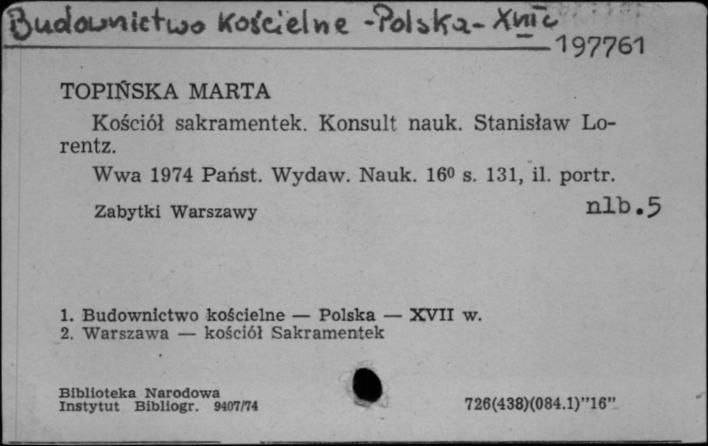 Budownictwo Kościelne - Polska - XVII c
197761
TOPIŃSKA MARTA
Kościół sakramentek. Konsult nauk. Stanisław Lo-
rentz.
Wwa 1974 Państ. Wydaw. Nauk. 16⁰ s. 131, il. portr.
Zabytki Warszawy nlb.5
1. Budownictwo kościelne — Polska — XVII w.
2. Warszawa — kościół Sakramentek
Biblioteka Narodowa
Instytut Bibliogr. 9407/74 726(438)(084.1)"16"